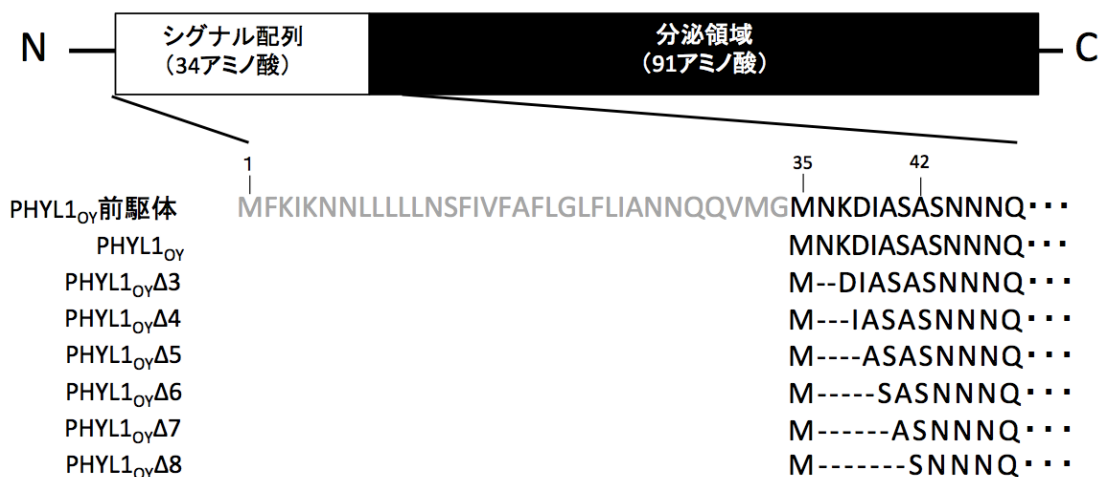 N シグナル配列 分泌領域 C
(34アミノ酸) (91アミノ酸)
1 35 42
PHYL1OY前駆体 MFKIKNNLLLLLNSFIVFAFLGLFLIANNQQVMGMNKDIASASNNNQ・・・
PHYL1OY MNKDIASASNNNQ・・・
PHYL1OYΔ3 M--DIASASNNNQ・・・
PHYL1OYΔ4 M---IASASNNNQ・・・
PHYL1OYΔ5 M----ASASNNNQ・・・
PHYL1OYΔ6 M-----SASNNNQ・・・
PHYL1OYΔ7 M------ASNNNQ・・・
PHYL1OYΔ8 M-------SNNNQ・・・